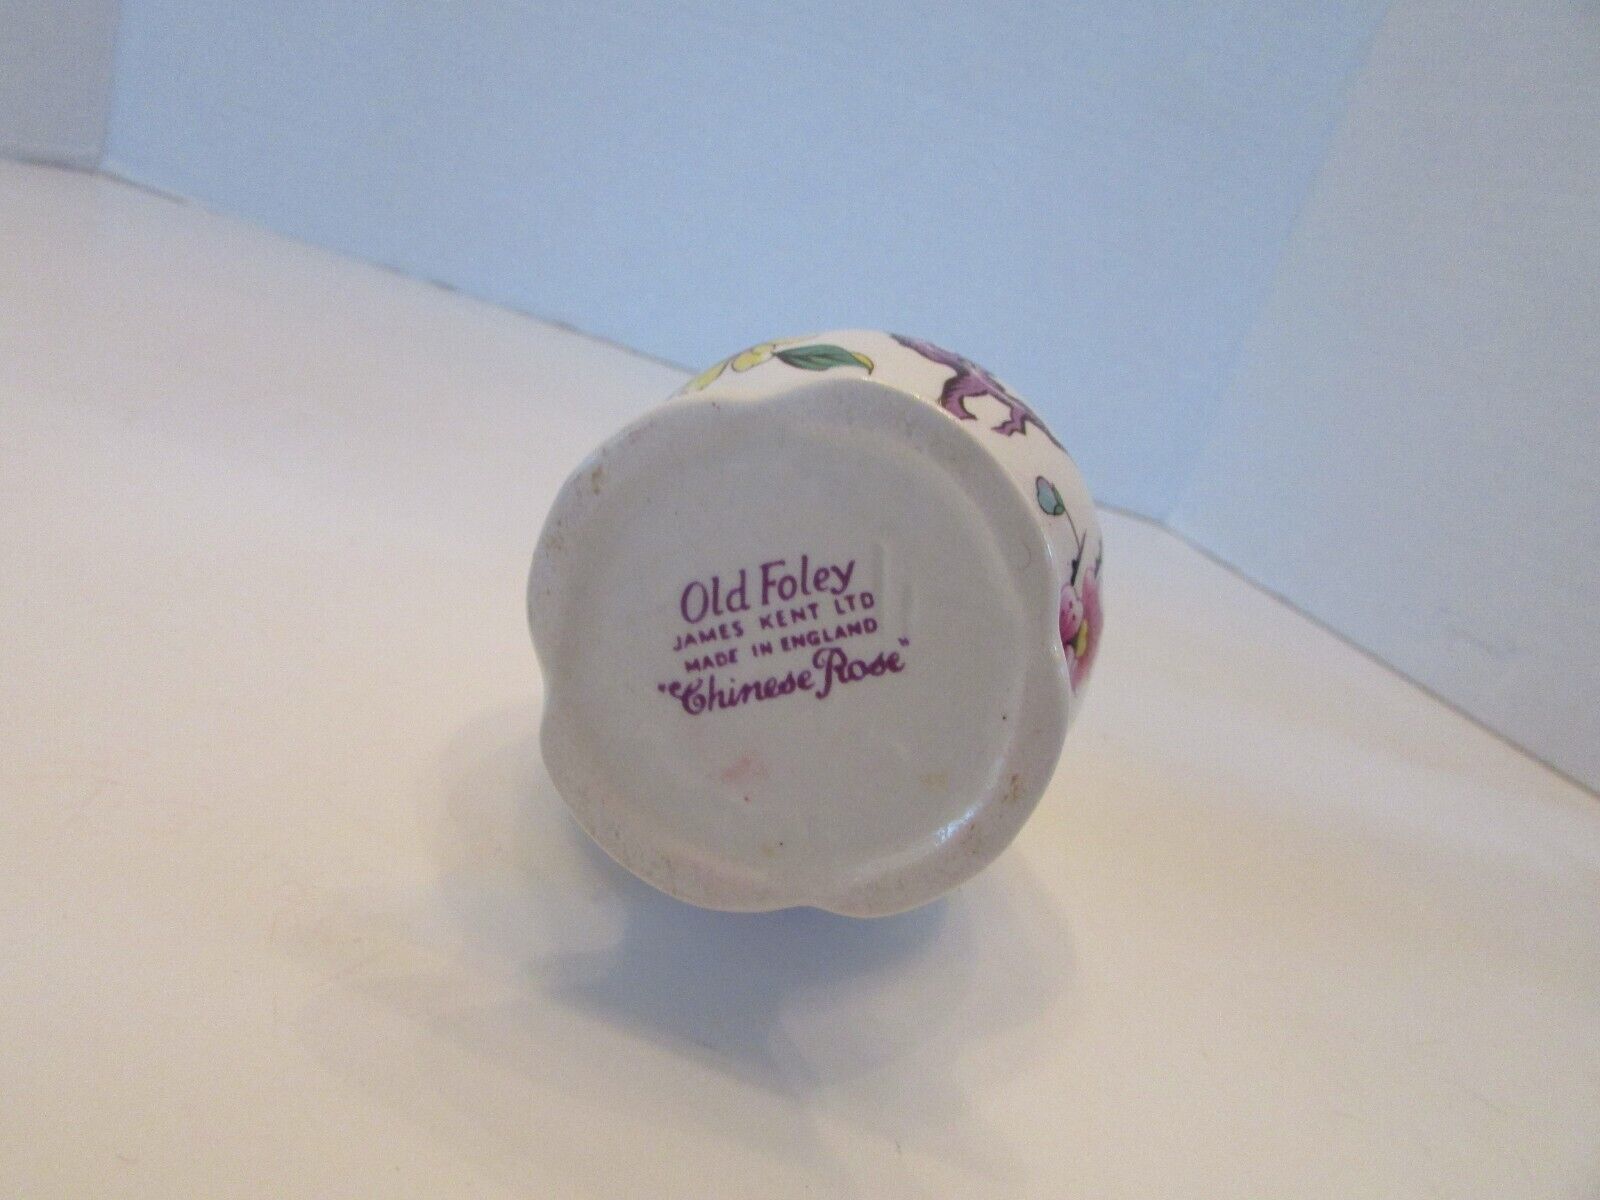 Old Foley
JAMES KENT LTD
MADE IN ENGLAND
"Chinese Rose"